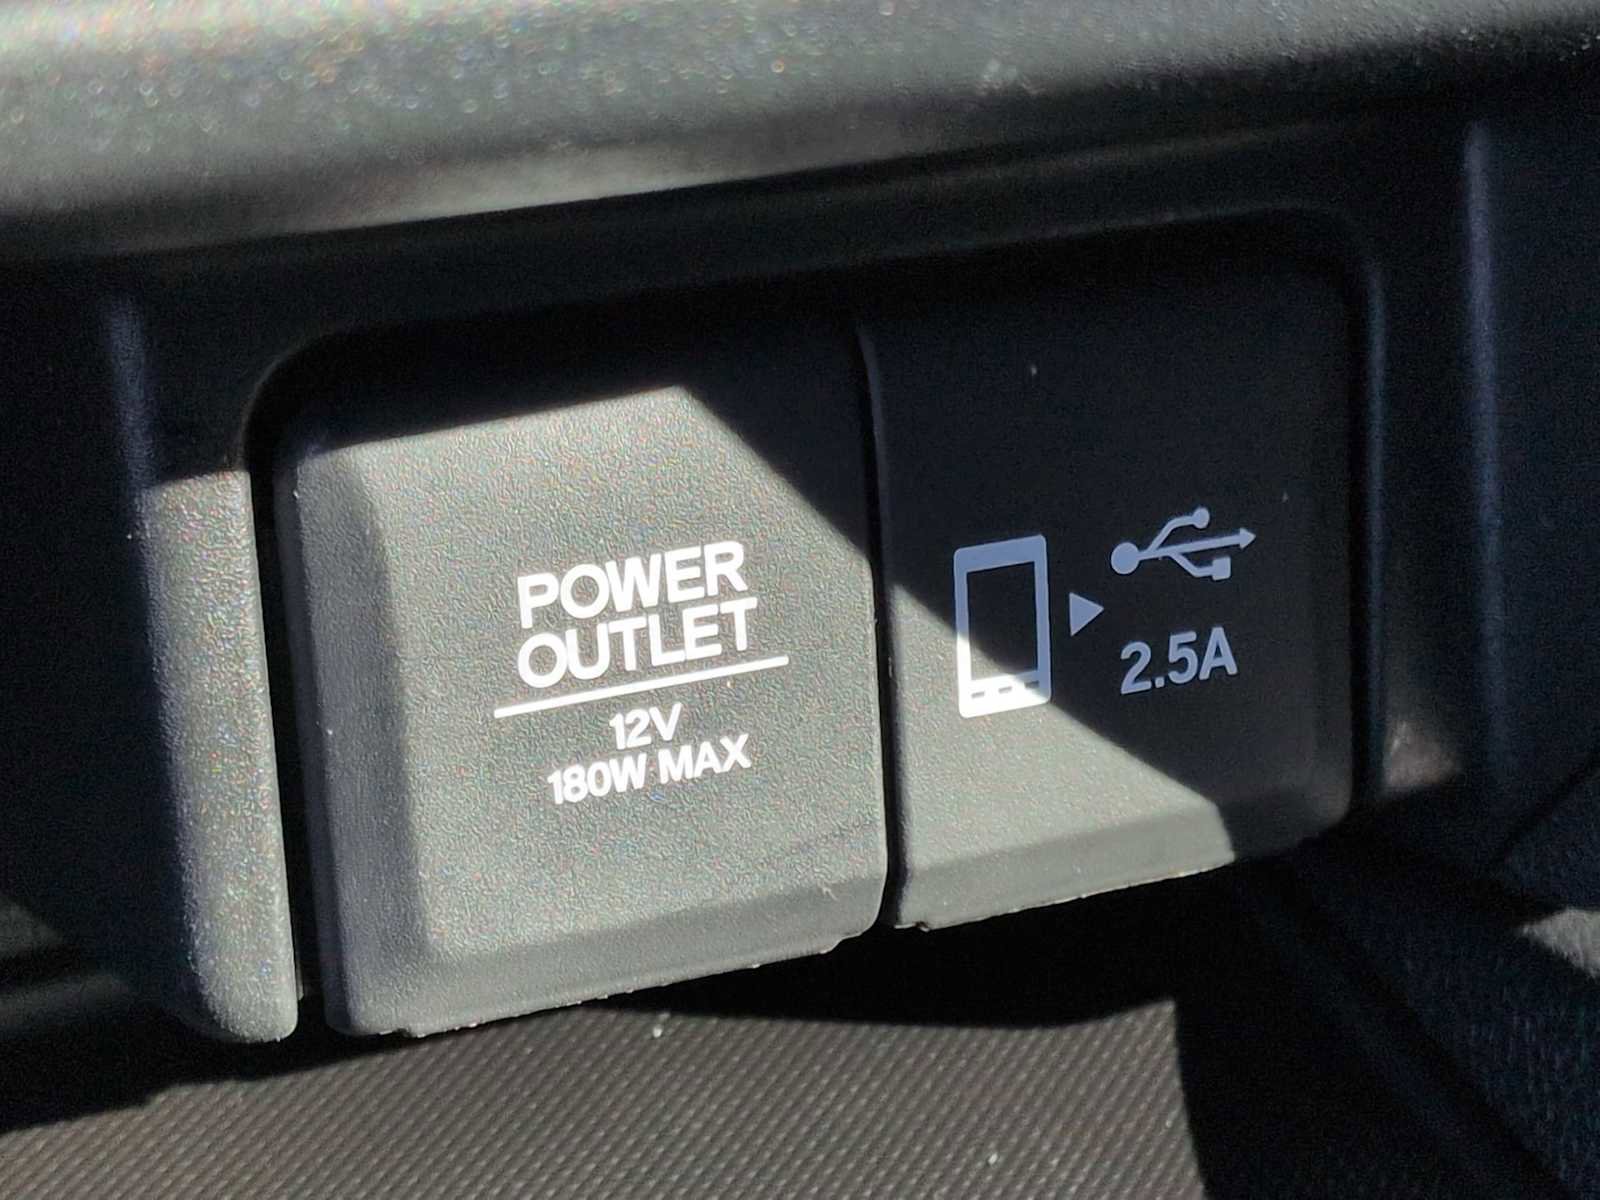 POWER
OUTLET
12V
180W MAX
2.5A